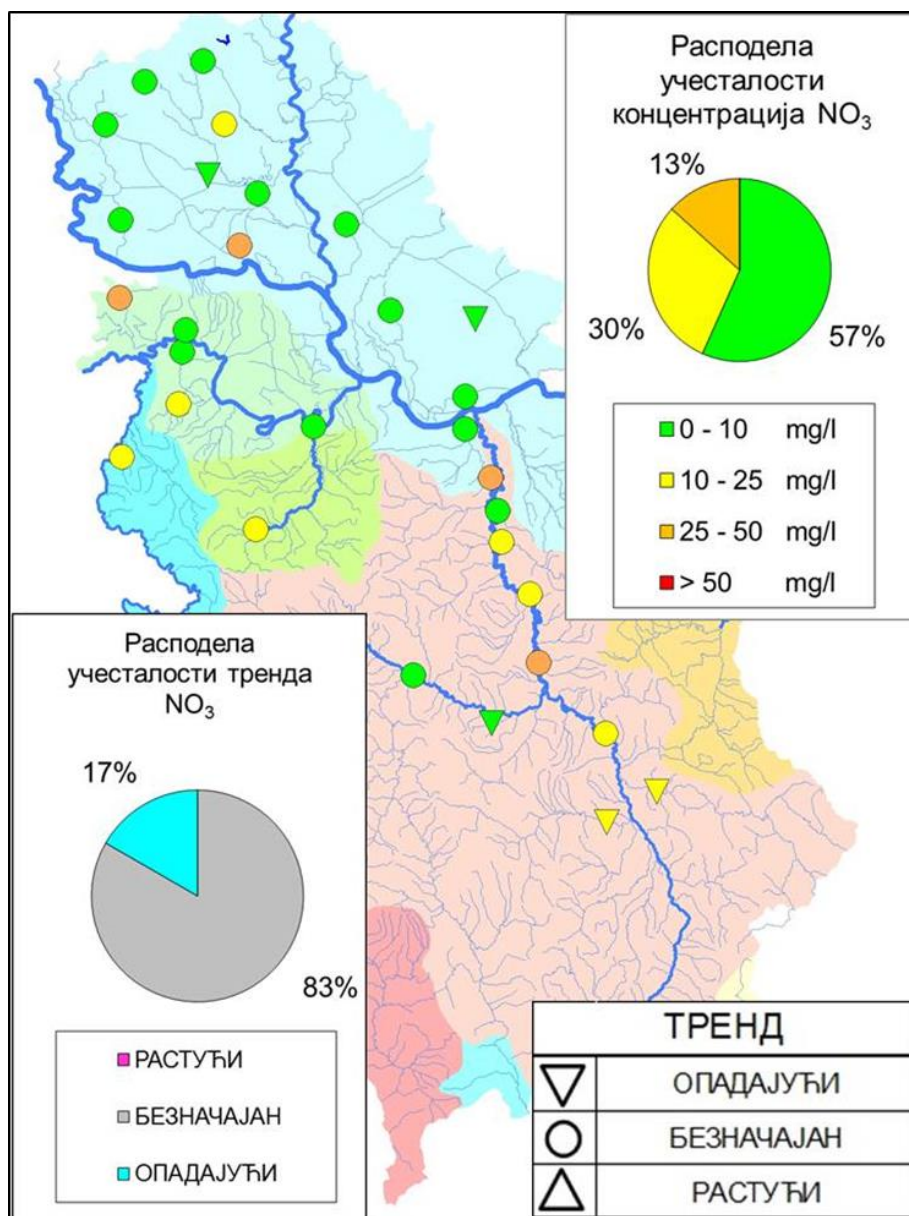 Расподела
учесталости
концентрација NO₃
13%
30%
57%
0 - 10 mg/l
10 - 25 mg/l
25 - 50 mg/l
> 50 mg/l
Расподела
учесталости тренда
NO₃
17%
83%
РАСТУЋИ
БЕЗНАЧАЈАН
ОПАДАЈУЋИ
ТРЕНД
ОПАДАЈУЋИ
БЕЗНАЧАЈАН
РАСТУЋИ